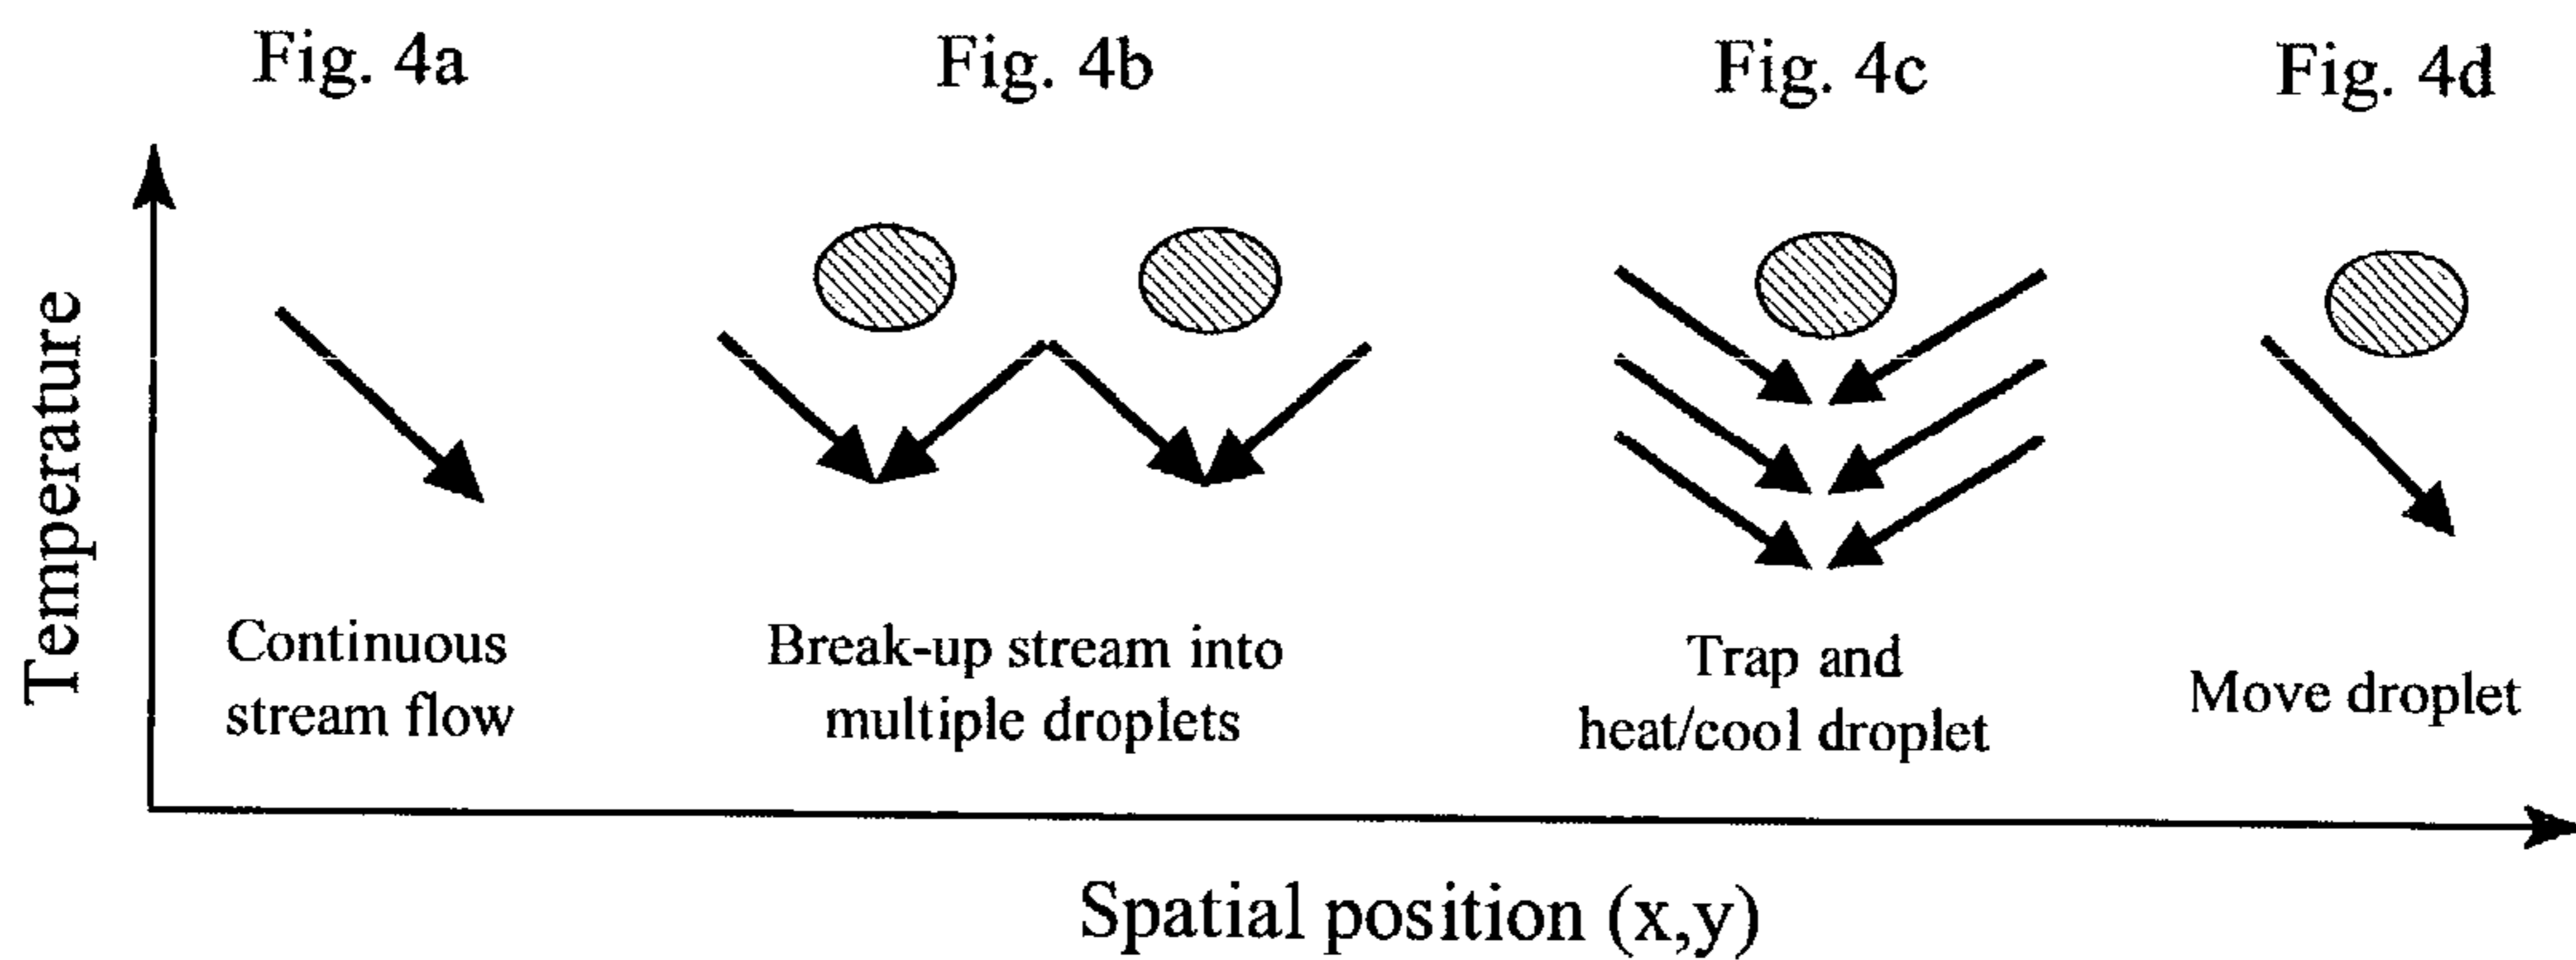 Fig. 4a
Fig. 4b
Fig. 4c
Fig. 4d
Temperature
Continuous
stream flow
Break-up stream into
multiple droplets
Trap and
heat/cool droplet
Move droplet
Spatial position (x,y)